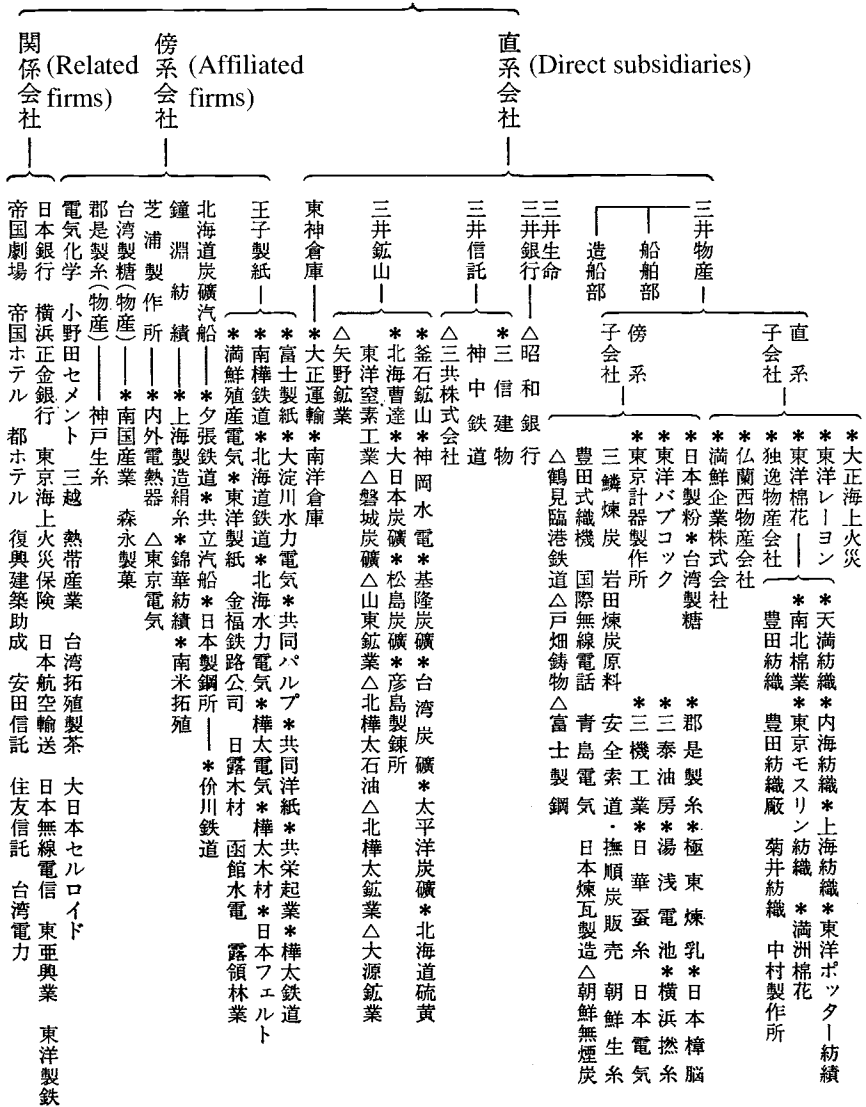 直系会社 (Direct subsidiaries)
傍系会社 (Affiliated firms)
関係会社 (Related firms)
三井物産
船舶部
造船部
直系子会社
*大正海上火災
*東洋レーヨン
*東洋棉花
*天満紡織*内海紡織*上海紡織*東洋ポッター紡績
*南北棉業*東京モスリン紡織 *満洲棉花
豊田紡織 豊田紡織廠 菊井紡織 中村製作所
*独逸物産会社
*仏蘭西物産会社
*満鮮企業株式会社
傍系子会社
*日本製粉*台湾製糖 *郡是製糸*極東煉乳*日本樟脳
*東洋バブコック *三泰油房*湯浅電池*横浜撚糸
*東京計器製作所 *三機工業*日華蚕糸 日本電気
三鱗煉炭 岩田煉炭原料 安全索道・撫順炭販売 朝鮮生糸
豊田式織機 国際無線電話 青島電気 日本煉瓦製造△朝鮮無煙炭
△鶴見臨港鉄道△戸畑鋳物△富士製鋼
三井生命
三井銀行
△昭和銀行
三井信託
*三信建物
神中鉄道
△三共株式会社
三井鉱山
*釜石鉱山*神岡水電*基隆炭礦*台湾炭礦*太平洋炭礦*北海道硫黄
*北海曹達*大日本炭礦*松島炭礦*彦島製錬所
東洋窒素工業△磐城炭礦△山東鉱業△北樺太石油△北樺太鉱業△大源鉱業
△矢野鉱業
東神倉庫
*大正運輸*南洋倉庫
王子製紙
*富士製紙*大淀川水力電気*共同パルプ*共同洋紙*共栄起業*樺太鉄道
*南樺鉄道*北海道鉄道*北海水力電気*樺太電気*樺太木材*日本フェルト
*満鮮殖産電気*東洋製紙 金福鉄路公司 日露木材 函館水電 露領林業
北海道炭礦汽船 *夕張鉄道*共立汽船*日本製鋼所 *价川鉄道
鐘淵紡績 *上海製造絹糸*錦華紡績*南米拓殖
芝浦製作所 *内外電熱器 △東京電気
台湾製糖(物産) *南国産業 森永製菓
郡是製糸(物産) 神戸生糸
電気化学 小野田セメント 三越 熱帯産業 台湾拓殖製茶 大日本セルロイド
日本銀行 横浜正金銀行 東京海上火災保険 日本航空輸送 日本無線電信 東亜興業 東洋製鉄
帝国劇場 帝国ホテル 都ホテル 復興建築助成 安田信託 住友信託 台湾電力